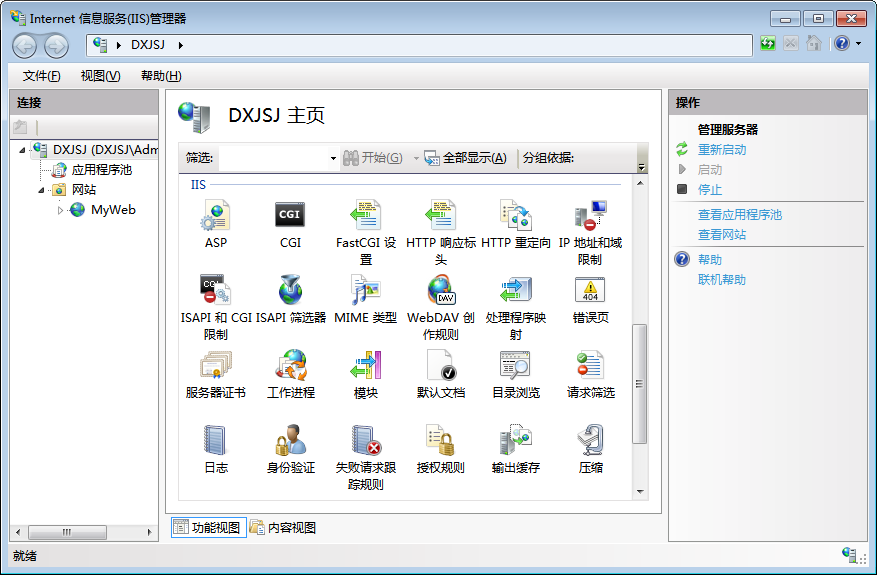 Internet 信息服务(IIS)管理器
DXJSJ
文件(F) 视图(V) 帮助(H)
连接
DXJSJ (DXJSJ\Adm
应用程序池
网站
MyWeb
DXJSJ 主页
筛选: 开始(G) 全部显示(A) 分组依据:
IIS
CGI
ASP CGI FastCGI 设置 HTTP 响应标头 HTTP 重定向 IP 地址和域限制
DAV 404
ISAPI 和 CGI 限制 ISAPI 筛选器 MIME 类型 WebDAV 创作规则 处理程序映射 错误页
服务器证书 工作进程 模块 默认文档 目录浏览 请求筛选
日志 身份验证 失败请求跟踪规则 授权规则 输出缓存 压缩
功能视图 内容视图
操作
管理服务器
重新启动
启动
停止
查看应用程序池
查看网站
帮助
联机帮助
就绪